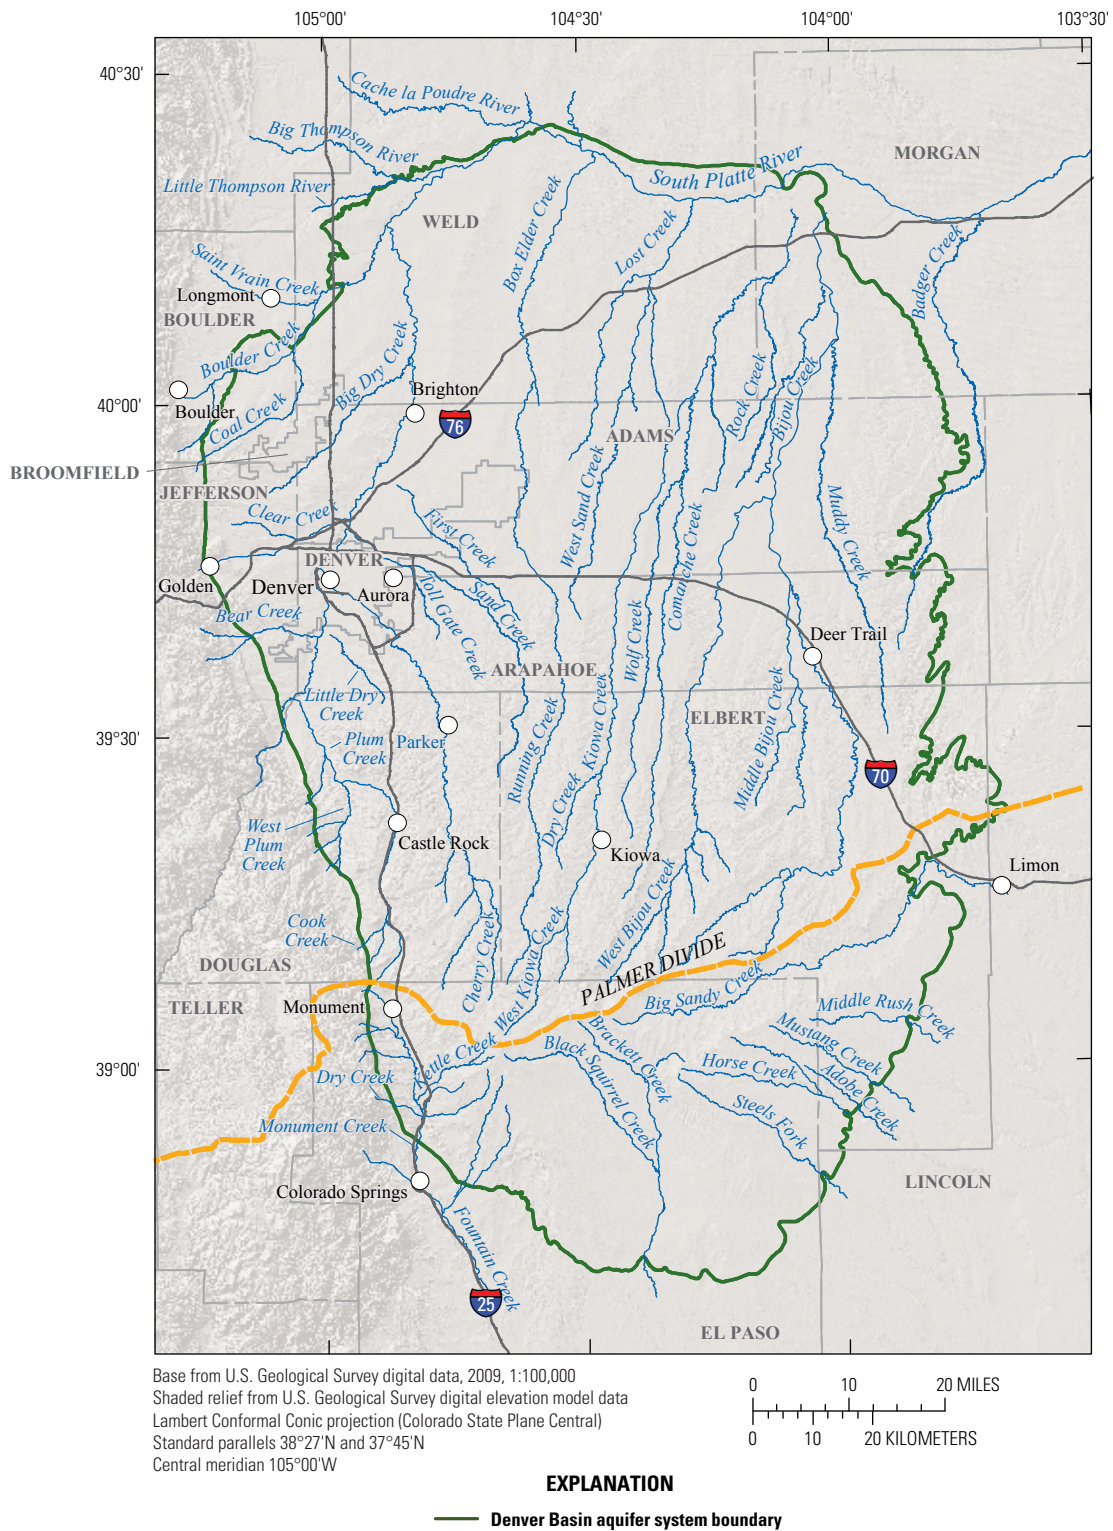 105°00'
104°30'
104°00'
103°30'
40°30'
Cache la Poudre River
Big Thompson River
MORGAN
South Platte River
Little Thompson River
WELD
Box Elder Creek
Lost Creek
Badger Creek
Saint Vrain Creek
Longmont
BOULDER
Boulder Creek
Big Dry Creek
Rock Creek
Bijou Creek
Boulder
Brighton
40°00'
Coal Creek
76
ADAMS
BROOMFIELD
JEFFERSON
West Sand Creek
Muddy Creek
Clear Creek
First Creek
Comanche Creek
DENVER
Golden
Denver
Aurora
Toll Gate Creek
Sand Creek
Bear Creek
Wolf Creek
Deer Trail
ARAPAHOE
Little Dry
Creek
Kiowa Creek
ELBERT
Middle Bijou Creek
39°30'
Plum
Creek
Parker
Running Creek
70
Dry Creek
West
Plum
Creek
Castle Rock
Kiowa
Limon
Cook
Creek
West Bijou Creek
DOUGLAS
Cherry Creek
West Kiowa Creek
PALMER DIVIDE
TELLER
Monument
Big Sandy Creek
Middle Rush Creek
Mustang Creek
Kettle Creek
Brackett Creek
39°00'
Dry Creek
Black Squirrel Creek
Horse Creek
Adobe Creek
Steels Fork
Monument Creek
Colorado Springs
LINCOLN
Fountain Creek
25
EL PASO
Base from U.S. Geological Survey digital data, 2009, 1:100,000
Shaded relief from U.S. Geological Survey digital elevation model data
Lambert Conformal Conic projection (Colorado State Plane Central)
Standard parallels 38°27'N and 37°45'N
Central meridian 105°00'W
0 10 20 MILES
0 10 20 KILOMETERS
EXPLANATION
Denver Basin aquifer system boundary